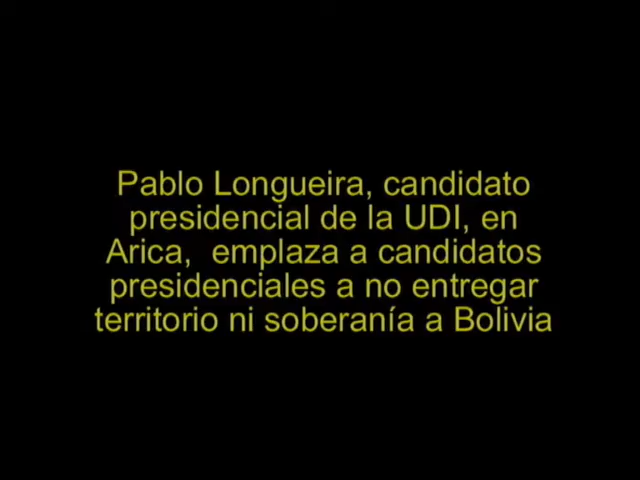 Pablo Longueira, candidato
presidencial de la UDI, en
Arica,  emplaza a candidatos
presidenciales a no entregar
territorio ni soberanía a Bolivia